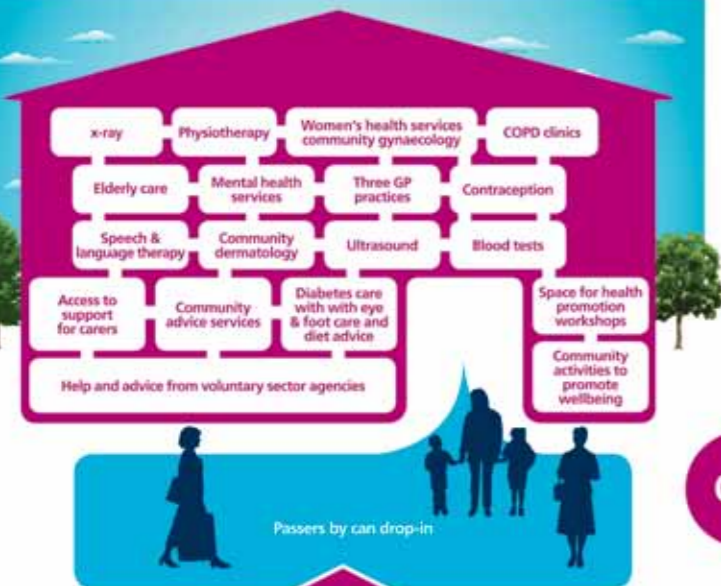 x-ray
Physiotherapy
Women's health services
community gynaecology
COPD clinics
Elderly care
Mental health
services
Three GP
practices
Contraception
Speech &
language therapy
Community
dermatology
Ultrasound
Blood tests
Access to
support
for carers
Community
advice services
Diabetes care
with with eye
& foot care and
diet advice
Space for health
promotion
workshops
Help and advice from voluntary sector agencies
Community
activities to
promote
wellbeing
Passers by can drop-in